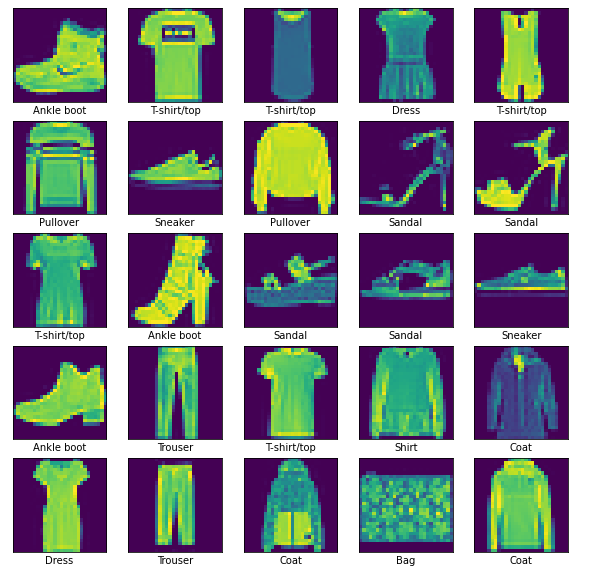 Ankle boot T-shirt/top T-shirt/top Dress T-shirt/top
Pullover Sneaker Pullover Sandal Sandal
T-shirt/top Ankle boot Sandal Sandal Sneaker
Ankle boot Trouser T-shirt/top Shirt Coat
Dress Trouser Coat Bag Coat